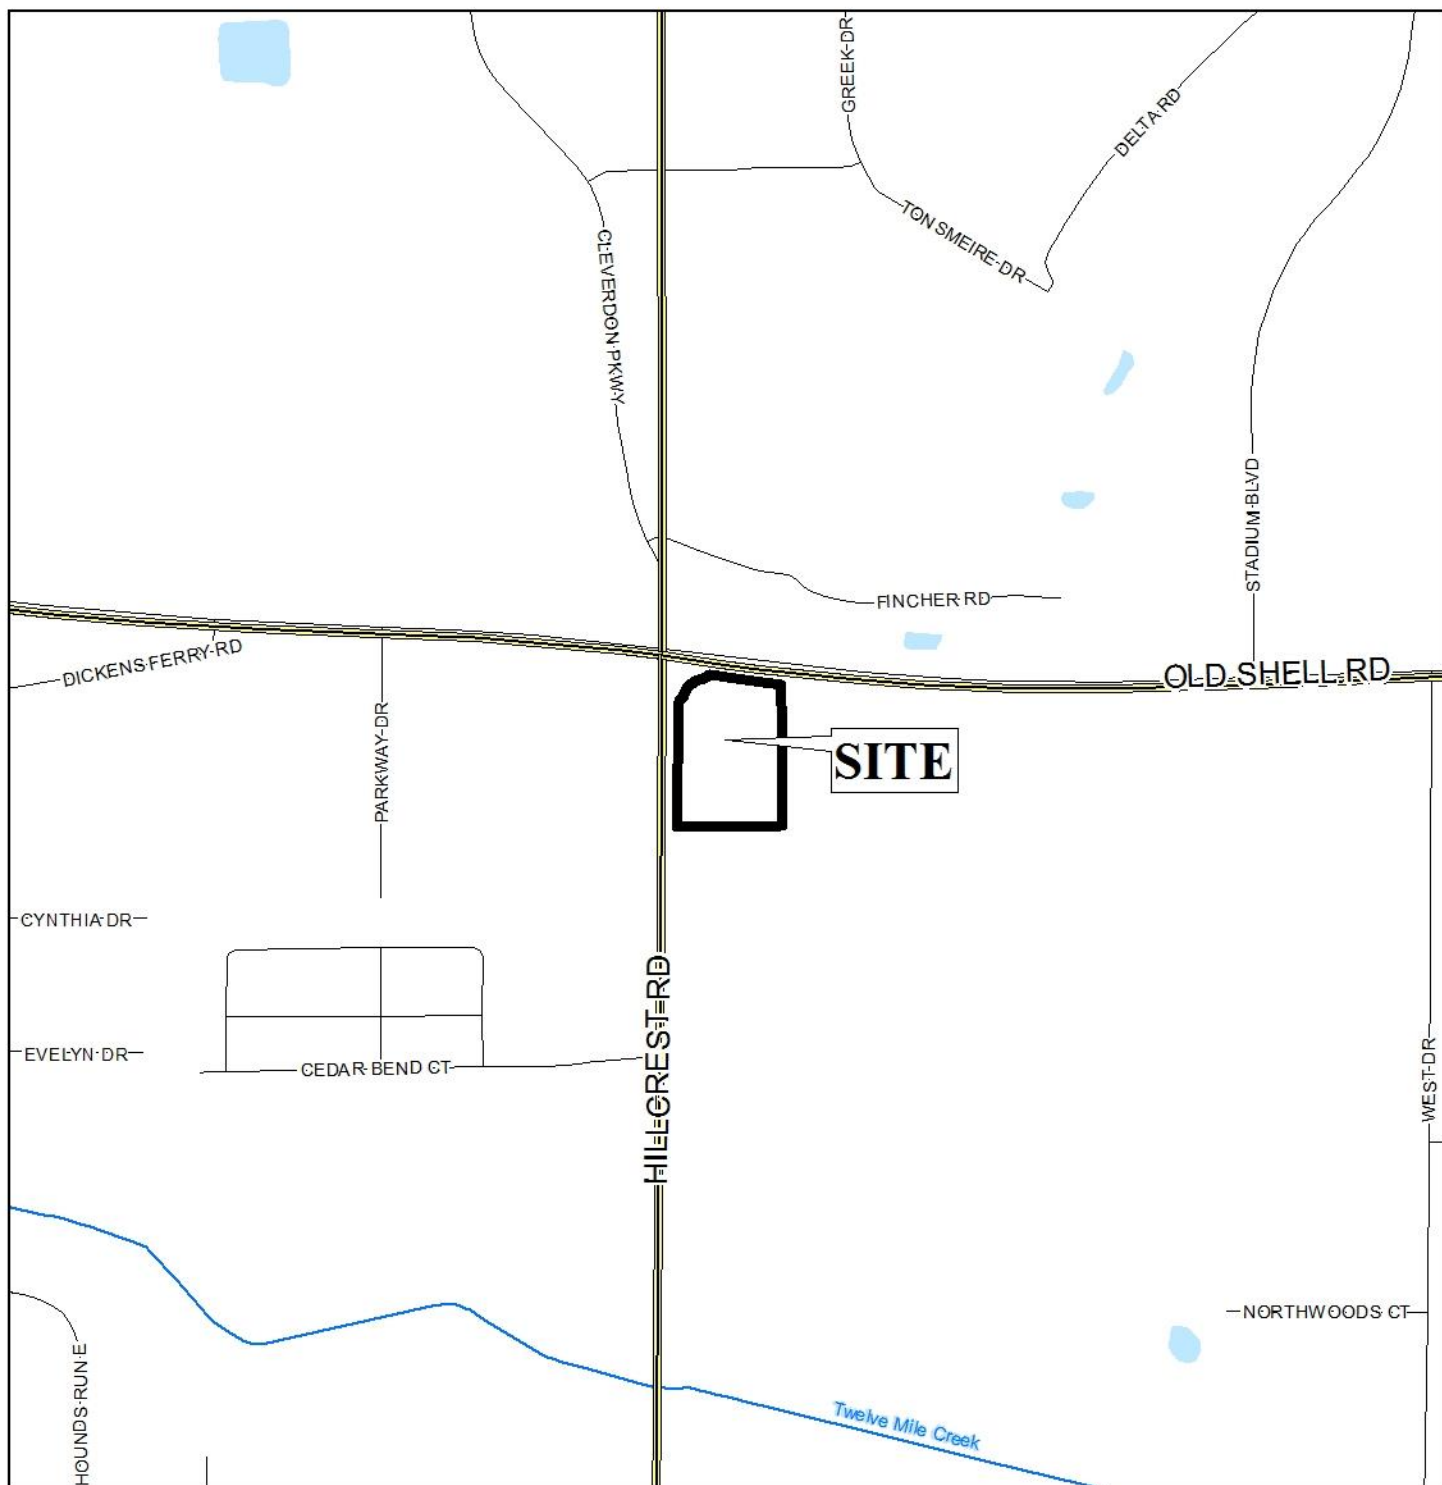 GREEK DR
DELTA RD
TONSMEIRE DR
CLEVERDON PKWY
STADIUM BLVD
FINCHER RD
DICKENS FERRY RD
OLD SHELL RD
PARKWAY DR
SITE
CYNTHIA DR
HILLCREST RD
EVELYN DR
CEDAR BEND CT
WEST DR
NORTHWOODS CT
HOUNDS RUN E
Twelve Mile Creek